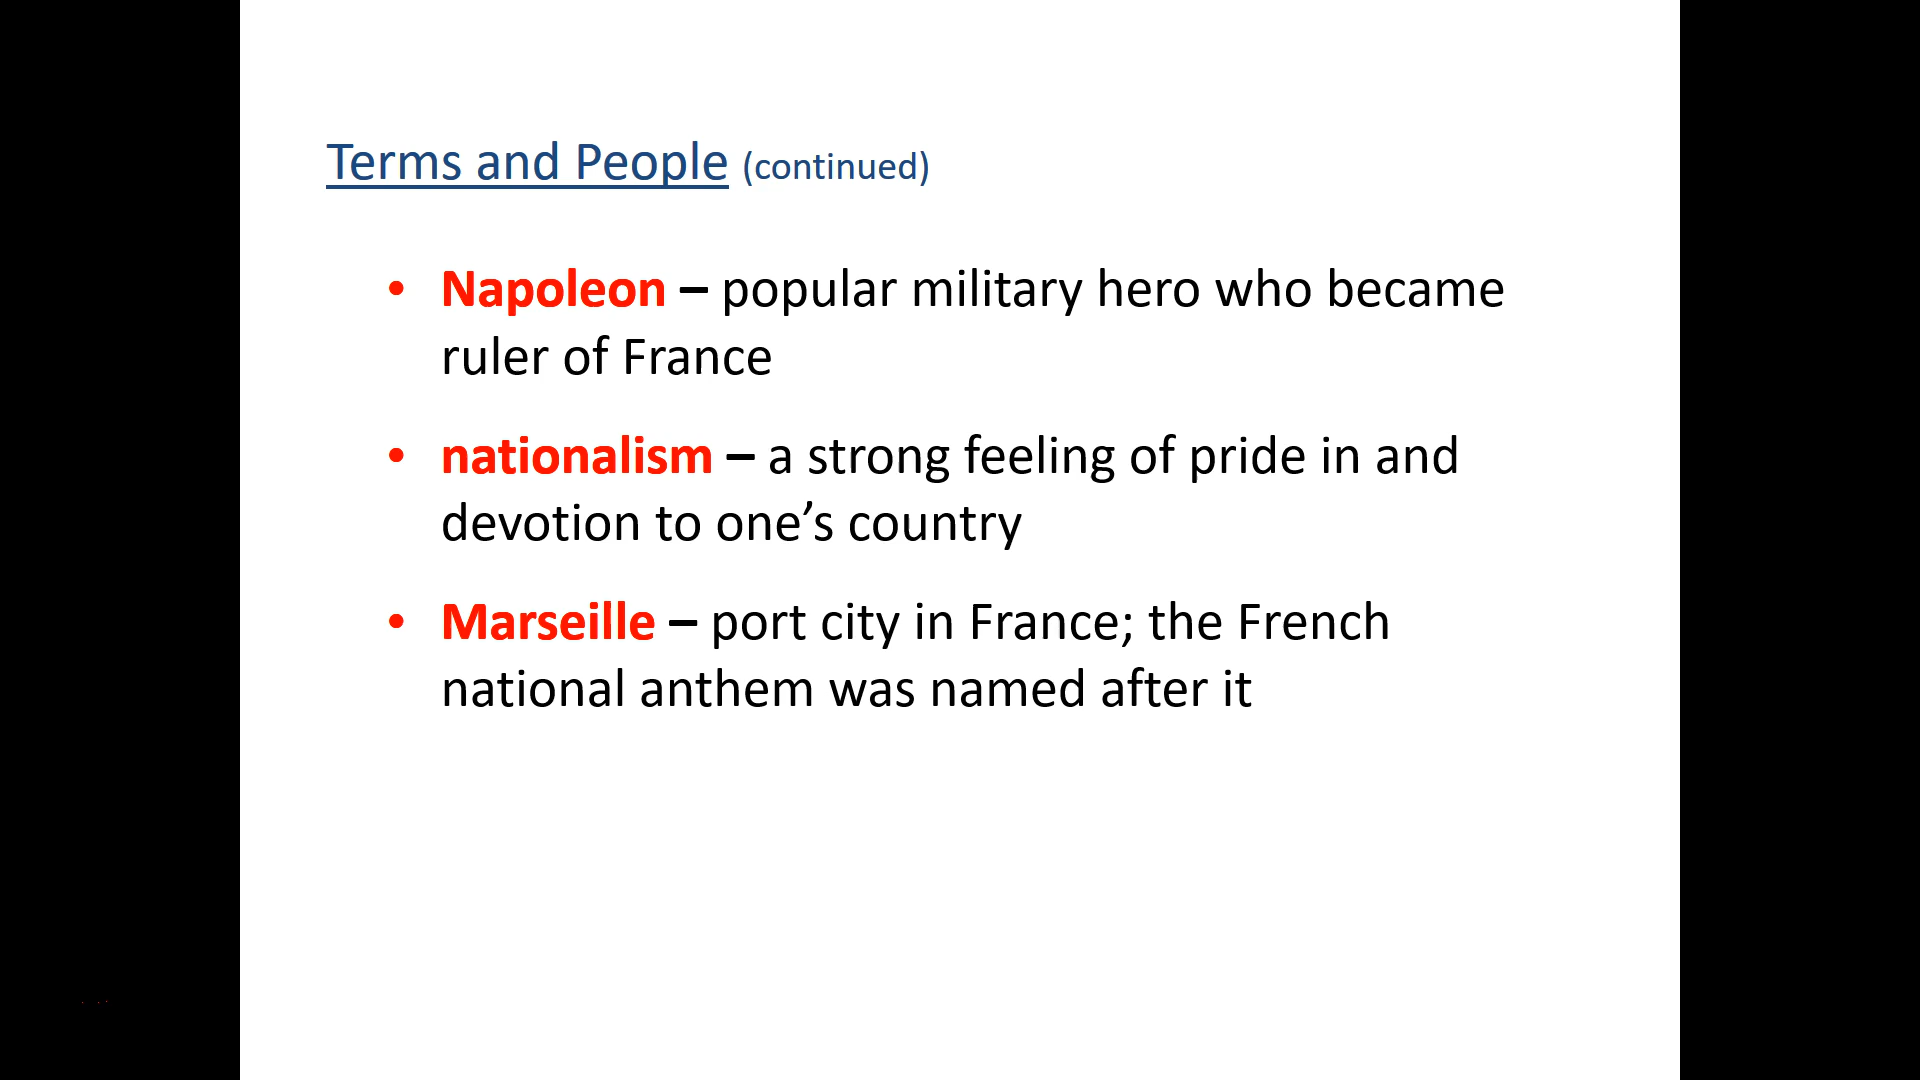 Terms and People (continued)
• Napoleon – popular military hero who became
ruler of France
• nationalism – a strong feeling of pride in and
devotion to one’s country
• Marseille – port city in France; the French
national anthem was named after it